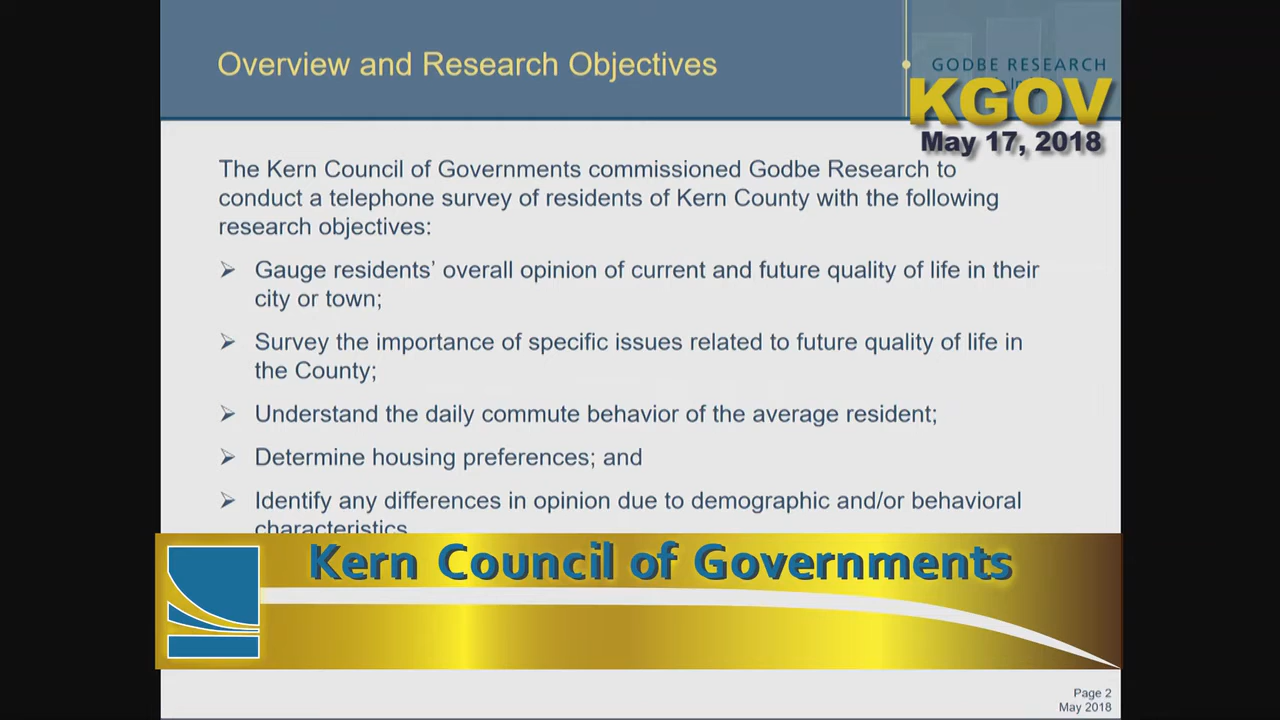 Overview and Research Objectives
GODBE RESEARCH
KGOV
May 17, 2018
The Kern Council of Governments commissioned Godbe Research to
conduct a telephone survey of residents of Kern County with the following
research objectives:
➢ Gauge residents’ overall opinion of current and future quality of life in their
city or town;
➢ Survey the importance of specific issues related to future quality of life in
the County;
➢ Understand the daily commute behavior of the average resident;
➢ Determine housing preferences; and
➢ Identify any differences in opinion due to demographic and/or behavioral
characteristics
Kern Council of Governments
Page 2
May 2018